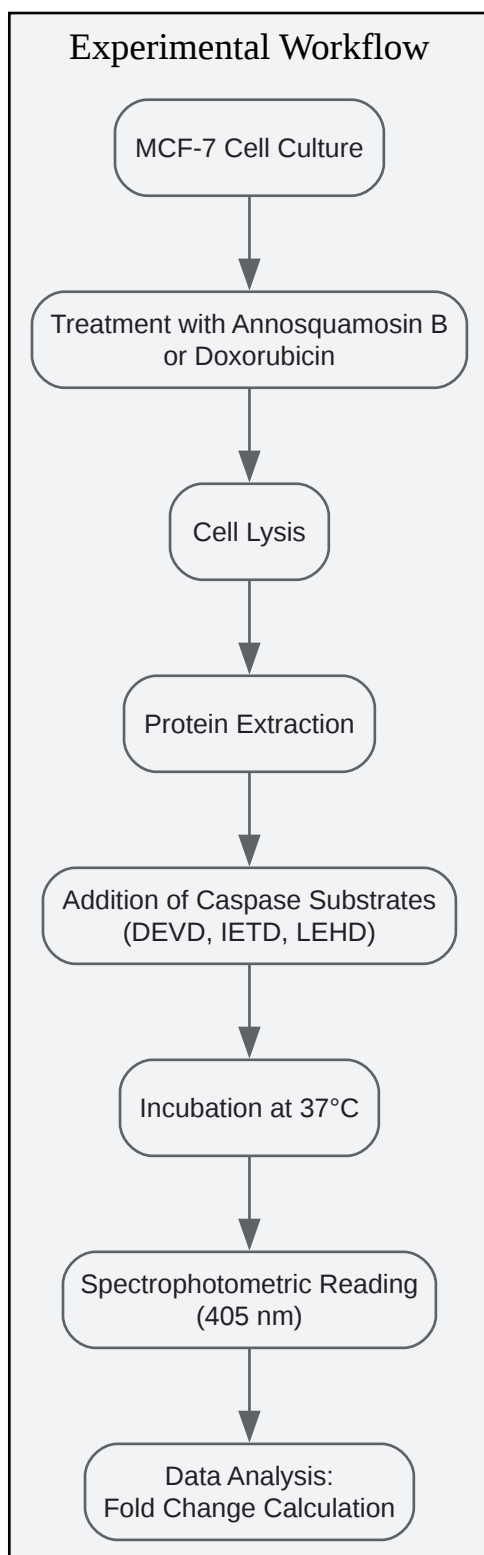 Experimental Workflow
MCF-7 Cell Culture
Treatment with Annosquamosin B
or Doxorubicin
Cell Lysis
Protein Extraction
Addition of Caspase Substrates
(DEVD, IETD, LEHD)
Incubation at 37°C
Spectrophotometric Reading
(405 nm)
Data Analysis:
Fold Change Calculation